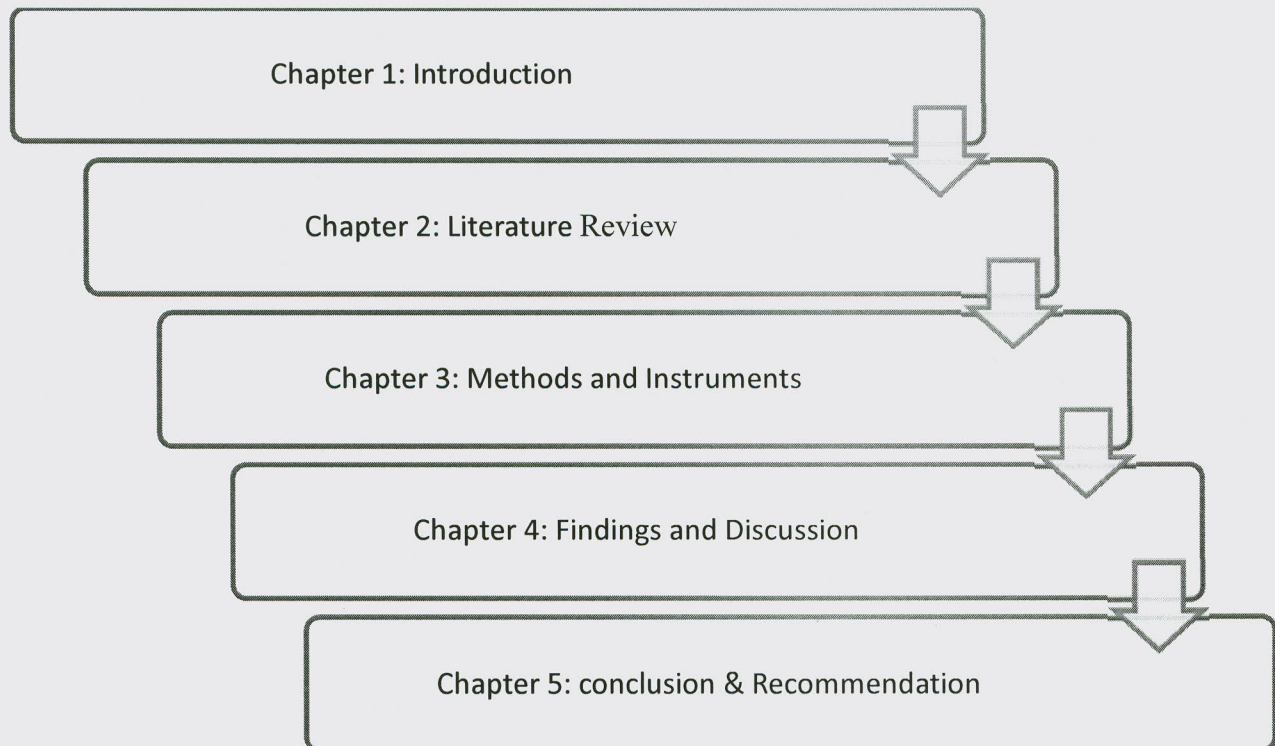 Chapter 1: Introduction
Chapter 2: Literature Review
Chapter 3: Methods and Instruments
Chapter 4: Findings and Discussion
Chapter 5: conclusion & Recommendation